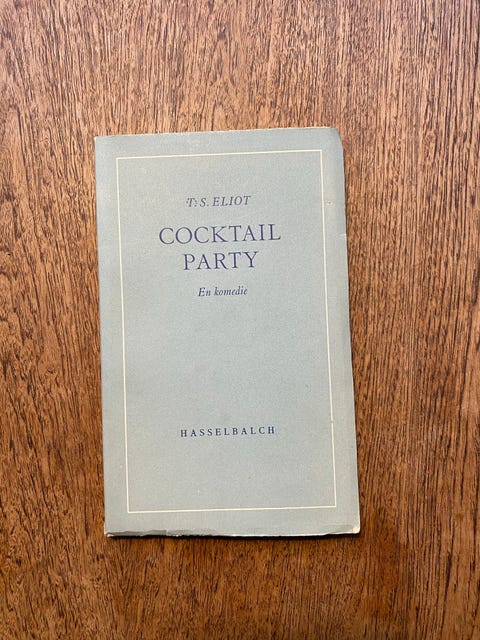 T. S. ELIOT
COCKTAIL
PARTY
En komedie
HASSELBALCH